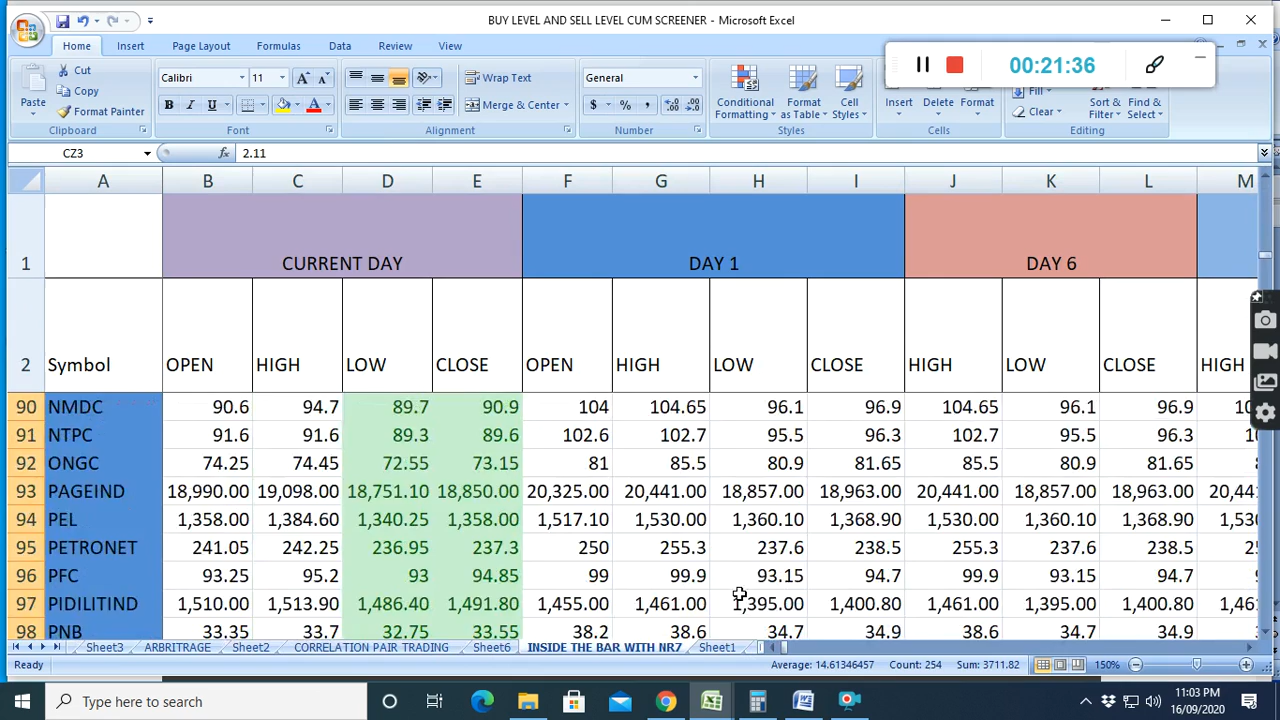 BUY LEVEL AND SELL LEVEL CUM SCREENER - Microsoft Excel
Home Insert Page Layout Formulas Data Review View
00:21:36
Cut
Copy
Format Painter
Paste
Calibri 11
B I U
Wrap Text
Merge & Center
General
$ % ,
Conditional Formatting
Format as Table
Cell Styles
Insert Delete Format
Fill
Clear
Sort & Filter
Find & Select
Clipboard Font Alignment Number Styles Cells Editing
CZ3 fx 2.11
A B C D E F G H I J K L M
1 CURRENT DAY DAY 1 DAY 6
2 Symbol OPEN HIGH LOW CLOSE OPEN HIGH LOW CLOSE HIGH LOW CLOSE HIGH
90 NMDC 90.6 94.7 89.7 90.9 104 104.65 96.1 96.9 104.65 96.1 96.9
91 NTPC 91.6 91.6 89.3 89.6 102.6 102.7 95.5 96.3 102.7 95.5 96.3
92 ONGC 74.25 74.45 72.55 73.15 81 85.5 80.9 81.65 85.5 80.9 81.65
93 PAGEIND 18,990.00 19,098.00 18,751.10 18,850.00 20,325.00 20,441.00 18,857.00 18,963.00 20,441.00 18,857.00 18,963.00
94 PEL 1,358.00 1,384.60 1,340.25 1,358.00 1,517.10 1,530.00 1,360.10 1,368.90 1,530.00 1,360.10 1,368.90
95 PETRONET 241.05 242.25 236.95 237.3 250 255.3 237.6 238.5 255.3 237.6 238.5
96 PFC 93.25 95.2 93 94.85 99 99.9 93.15 94.7 99.9 93.15 94.7
97 PIDILITIND 1,510.00 1,513.90 1,486.40 1,491.80 1,455.00 1,461.00 1,395.00 1,400.80 1,461.00 1,395.00 1,400.80
98 PNB 33.35 33.7 32.75 33.55 38.2 38.6 34.7 34.9 38.6 34.7 34.9
Sheet3 ARBITRAGE Sheet2 CORRELATION PAIR TRADING Sheet6 INSIDE THE BAR WITH NR7 Sheet1
Ready Average: 14.61346457 Count: 254 Sum: 3711.82 150%
Type here to search
11:03 PM
16/09/2020